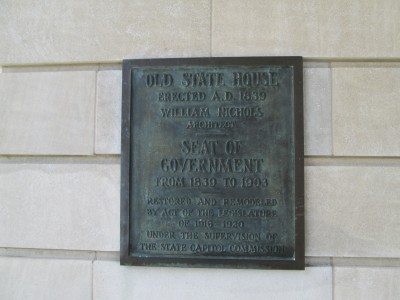 OLD STATE HOUSE
ERECTED A.D. 1839
WILLIAM NICHOLS
ARCHITECT
SEAT OF
GOVERNMENT
FROM 1839 TO 1903
RESTORED AND REMODELED
BY ACT OF THE LEGISLATURE
OF 1916-1920
UNDER THE SUPERVISION OF
THE STATE CAPITOL COMMISSION